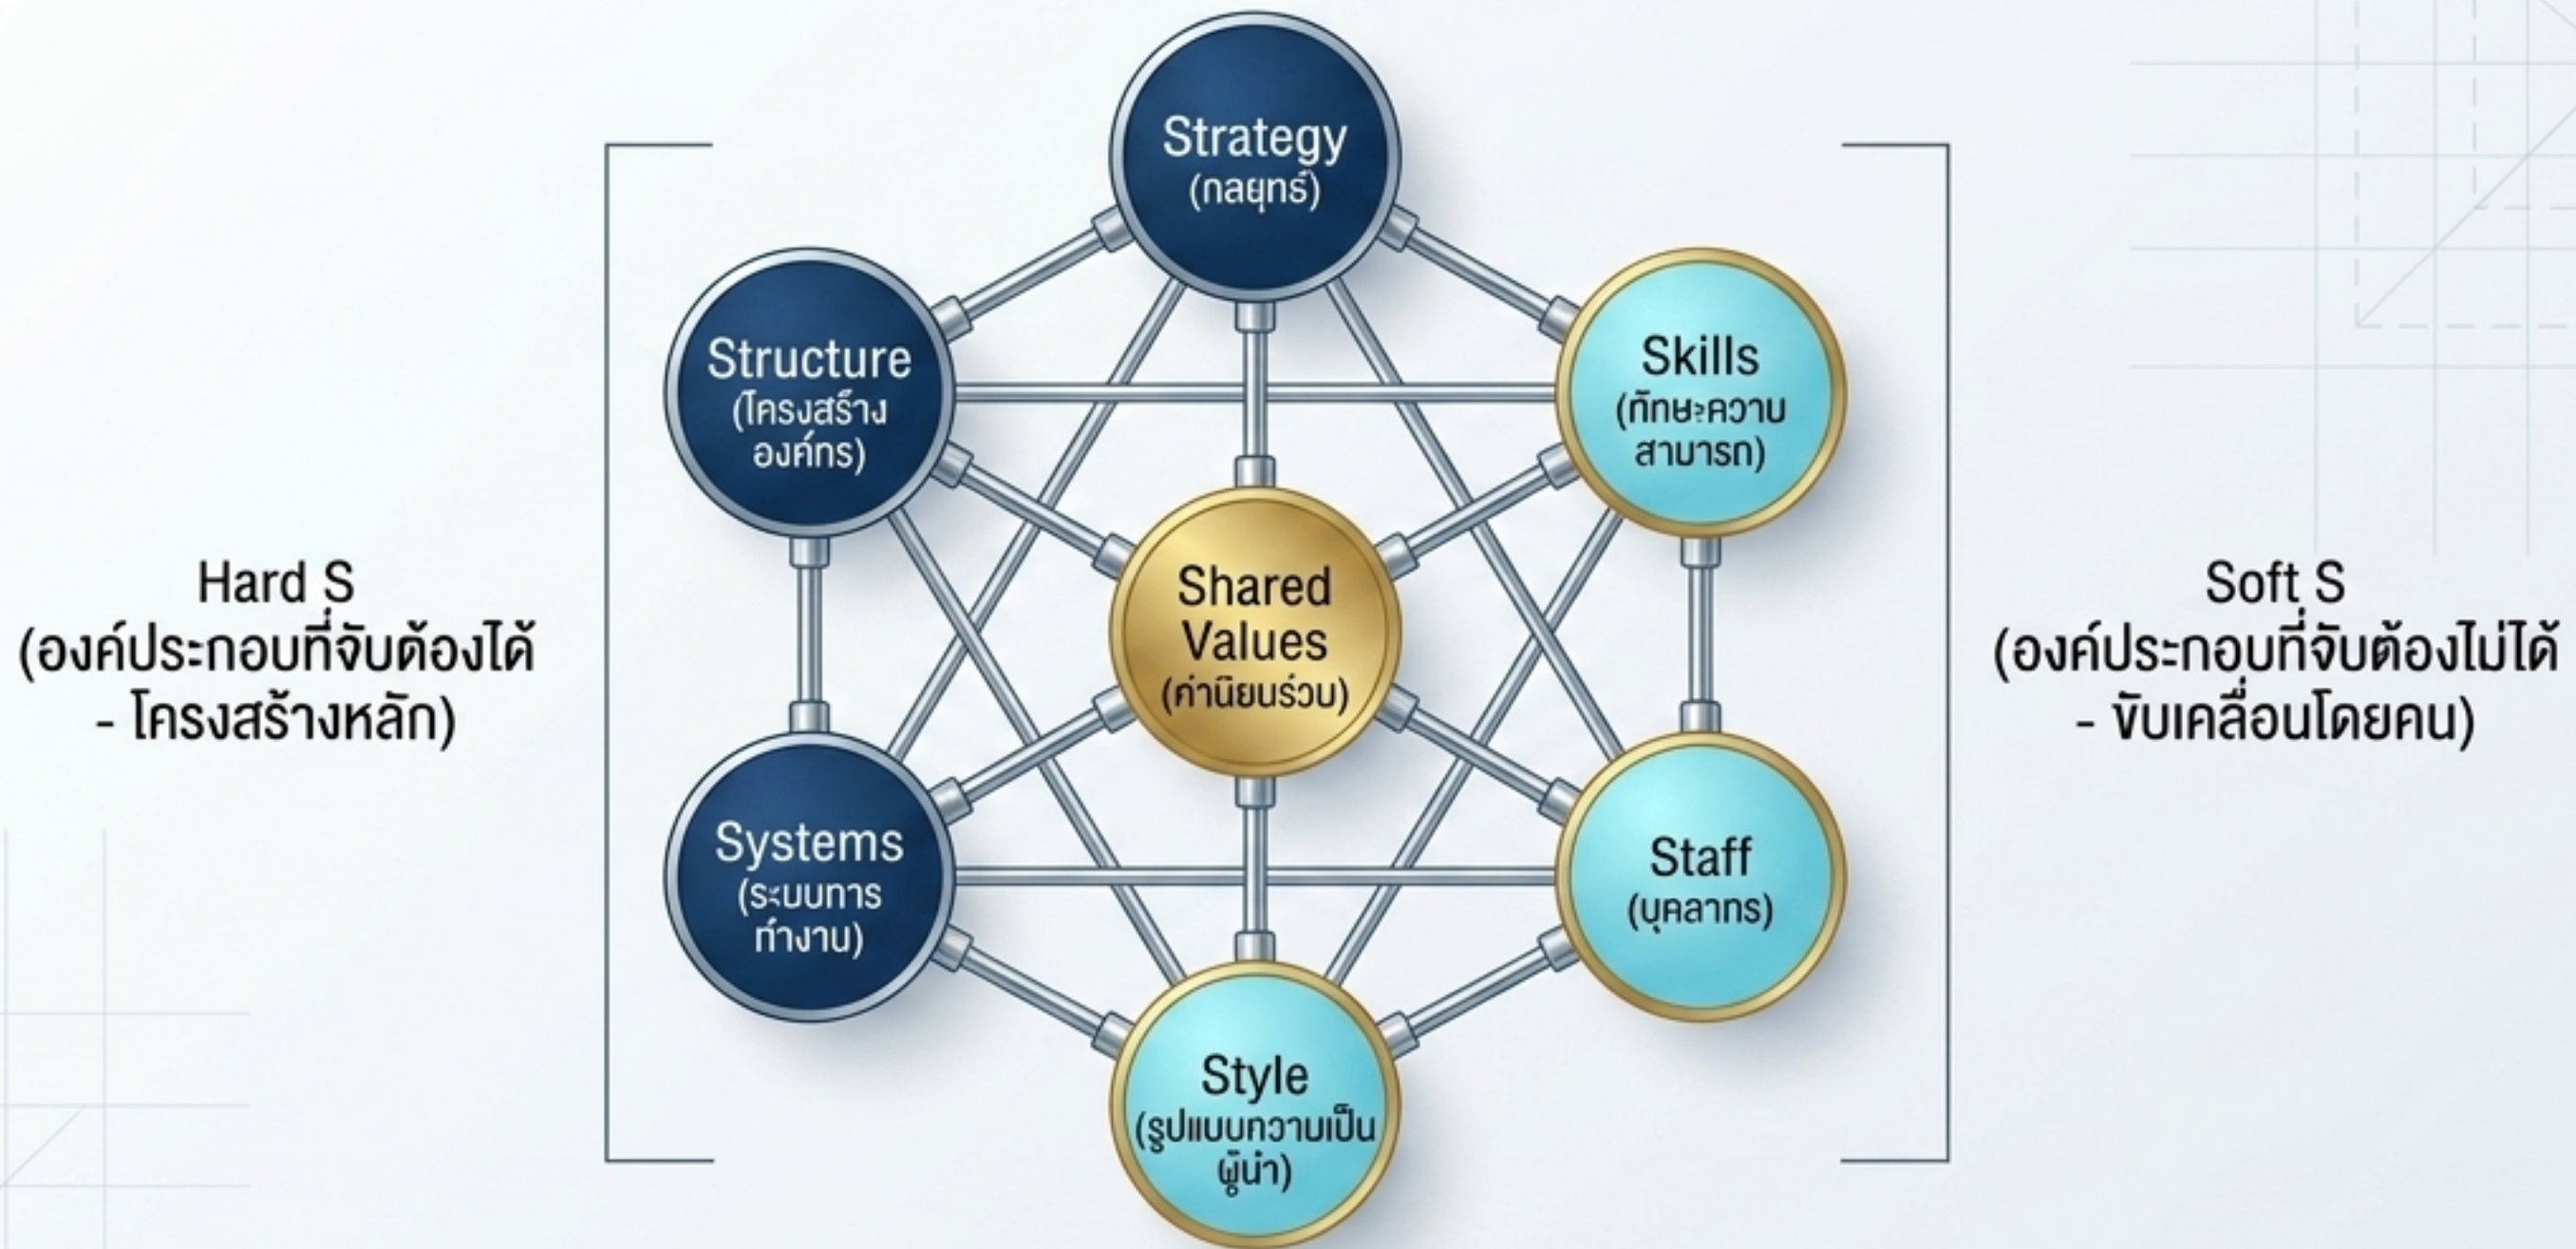 Strategy
(กลยุทธ์)
Structure
(โครงสร้าง
องค์ทร)
Skills
(ทักษะความ
สามารถ)
Hard S
(องค์ประกอบที่จับต้องได้
- โครงสร้างหลัก)
Shared
Values
(ค่านิยมร่วบ)
Soft S
(องค์ประกอบที่จับต้องไม่ได้
- ขับเคลื่อนโดยคน)
Systems
(ระบบการ
ทำงาน)
Staff
(บุคลาทร)
Style
(รูปแบบทวามเป็น
ผู้นำ)